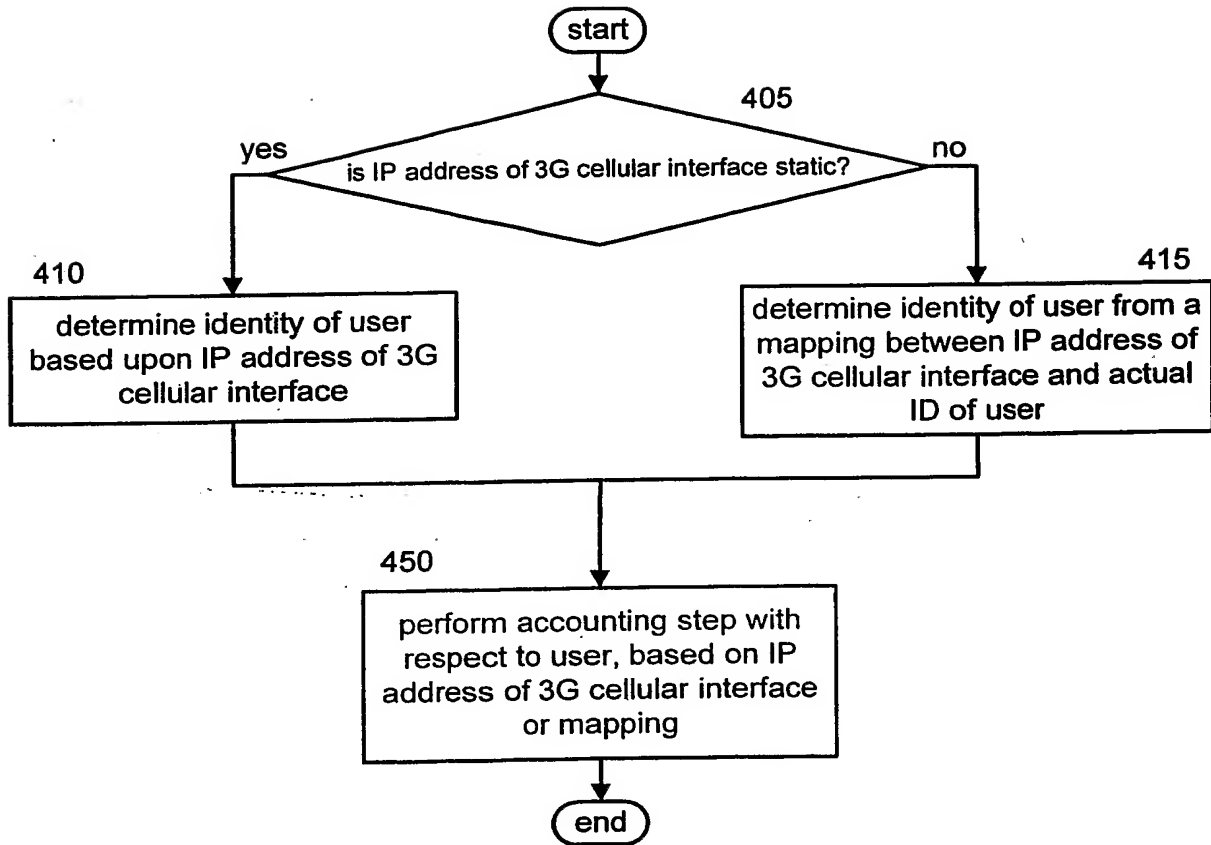 start
405
yes
is IP address of 3G cellular interface static?
no
410
415
determine identity of user
based upon IP address of 3G
cellular interface
determine identity of user from a
mapping between IP address of
3G cellular interface and actual
ID of user
450
perform accounting step with
respect to user, based on IP
address of 3G cellular interface
or mapping
end